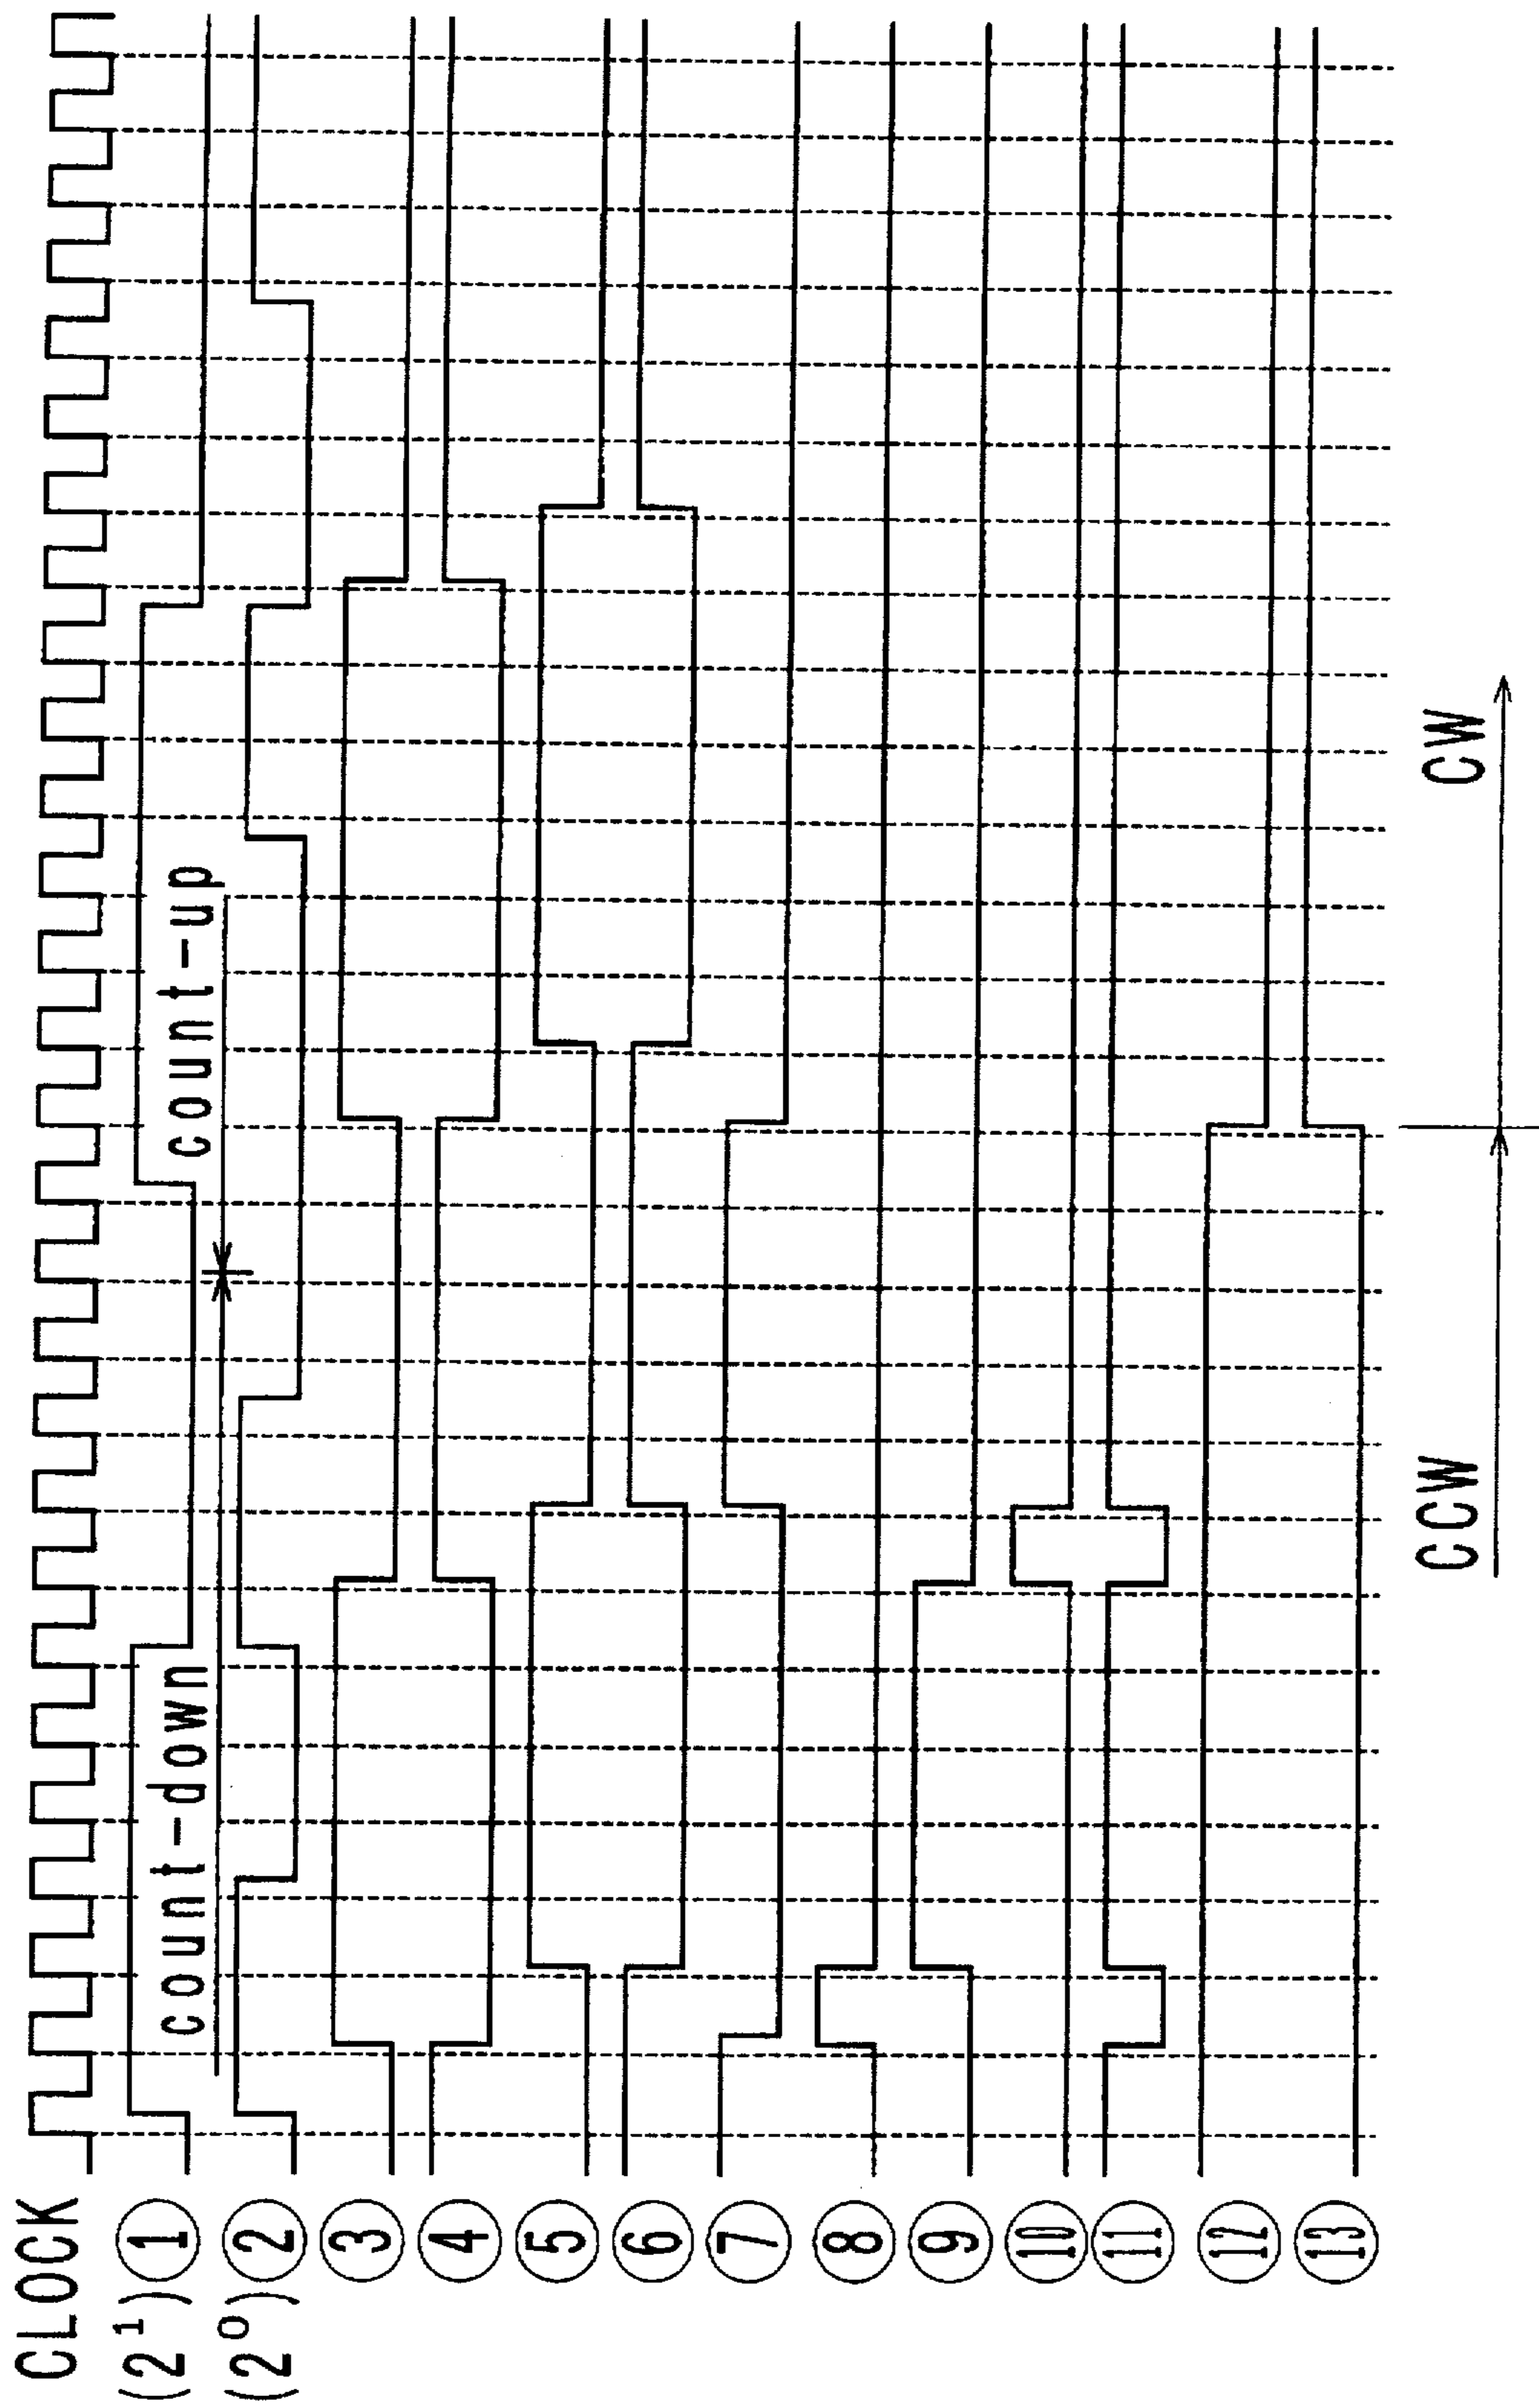 CLOCK
(2¹) ①
(2⁰) ②
③
④
⑤
⑥
⑦
⑧
⑨
⑩
⑪
⑫
⑬
count-down
count-up
CCW
CW